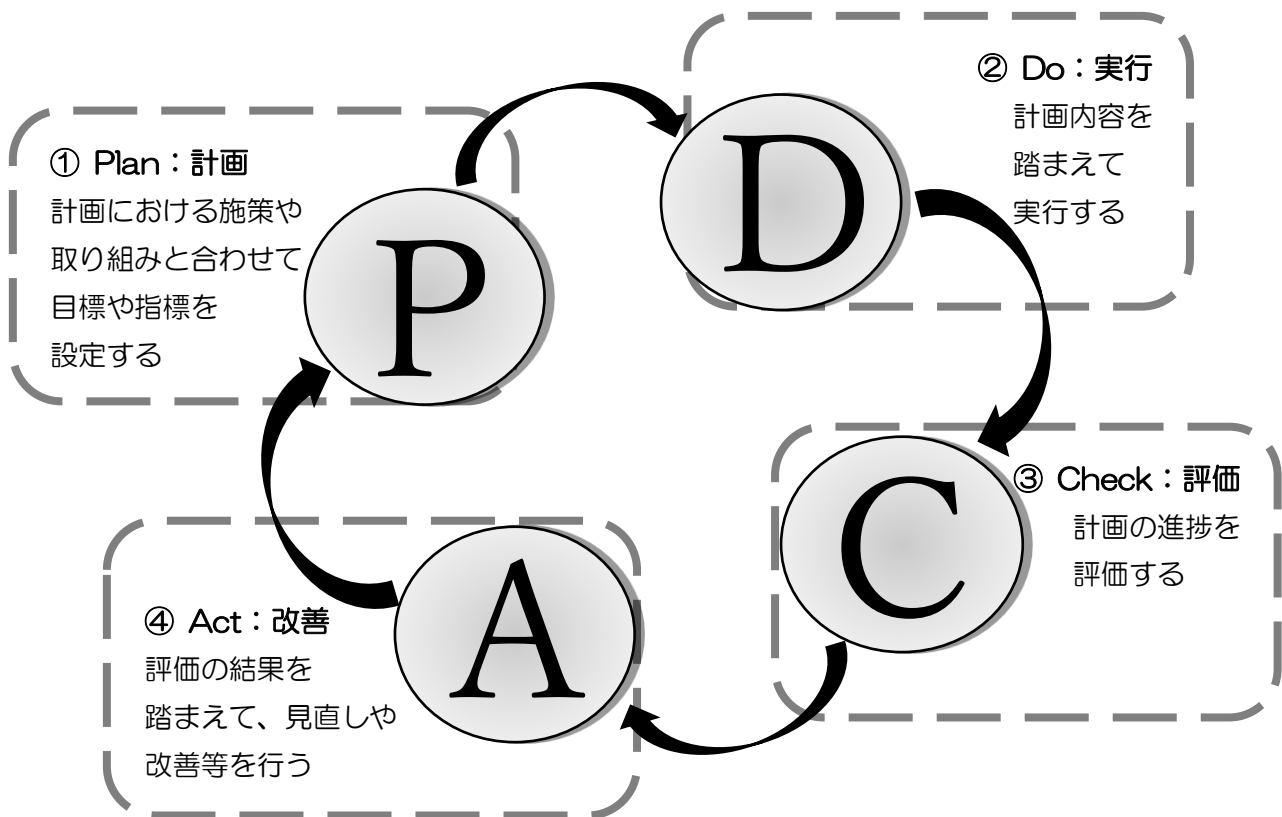 ① Plan：計画
計画における施策や
取り組みと合わせて
目標や指標を
設定する
P
② Do：実行
計画内容を
踏まえて
実行する
D
③ Check：評価
計画の進捗を
評価する
C
④ Act：改善
評価の結果を
踏まえて、見直しや
改善等を行う
A